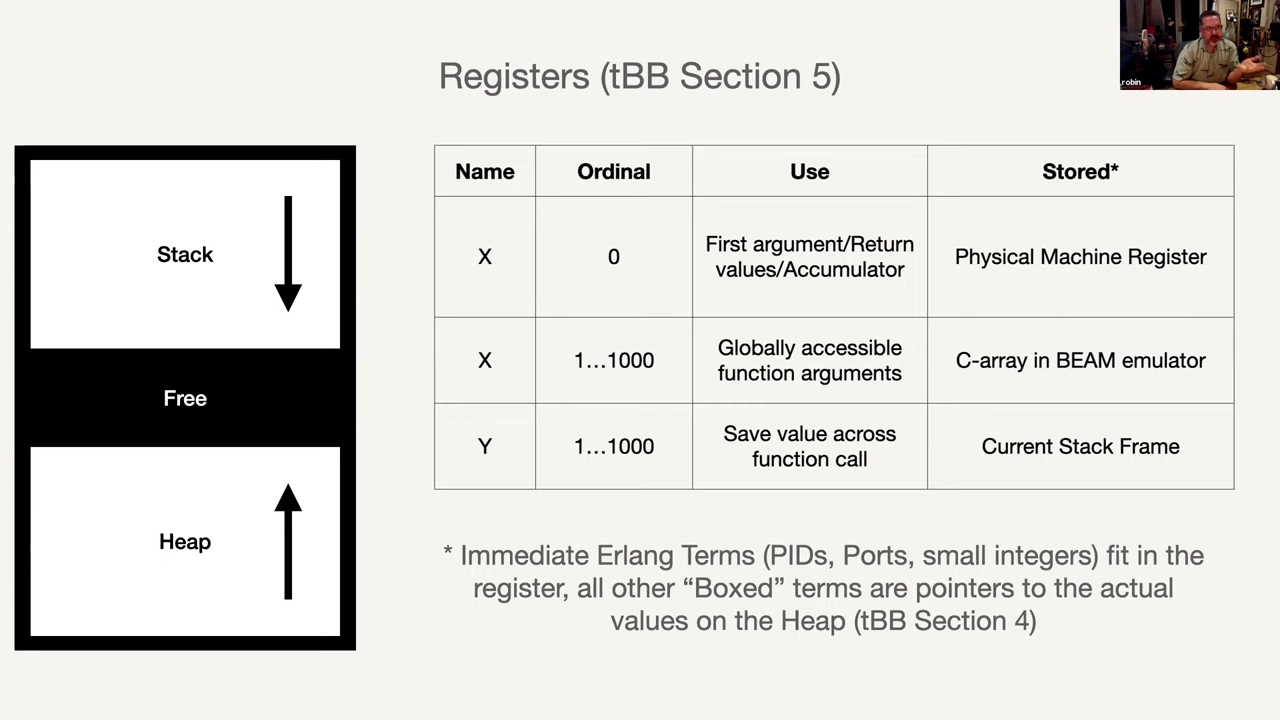 robin
Registers (tBB Section 5)
Stack
Free
Heap
Name Ordinal Use Stored*
X 0 First argument/Return
values/Accumulator Physical Machine Register
X 1…1000 Globally accessible
function arguments C-array in BEAM emulator
Y 1…1000 Save value across
function call Current Stack Frame
* Immediate Erlang Terms (PIDs, Ports, small integers) fit in the
register, all other “Boxed” terms are pointers to the actual
values on the Heap (tBB Section 4)